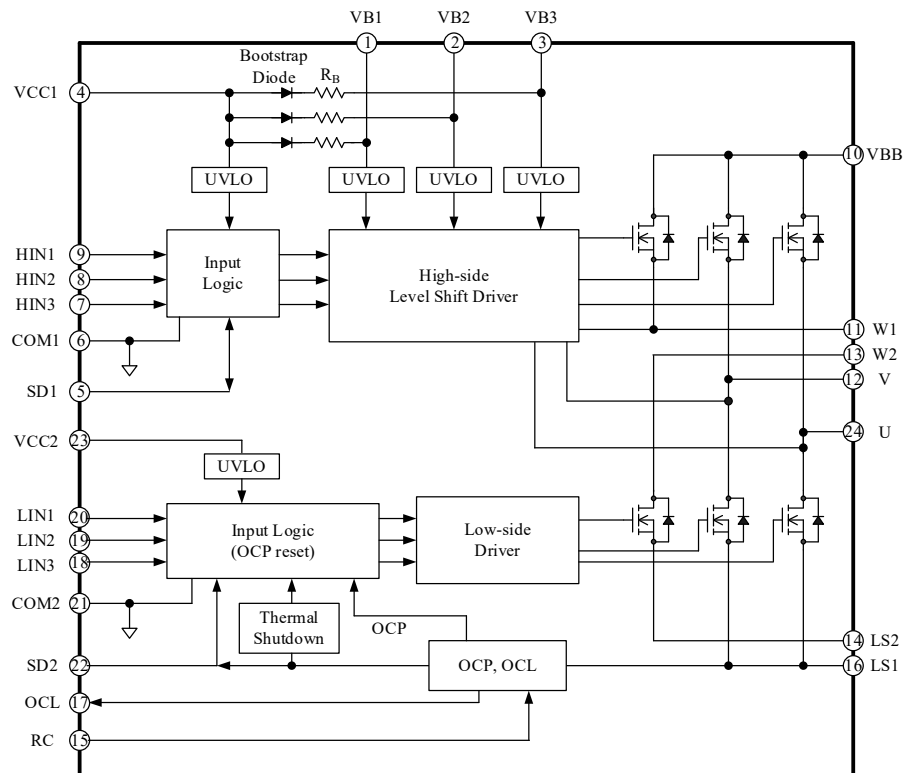 VB1 VB2 VB3
1 2 3
Bootstrap
Diode
RB
VCC1 4
UVLO UVLO UVLO UVLO
10 VBB
HIN1 9
HIN2 8
HIN3 7
Input
Logic
High-side
Level Shift Driver
COM1 6
11 W1
13 W2
12 V
SD1 5
24 U
VCC2 23
UVLO
LIN1 20
LIN2 19
LIN3 18
Input Logic
(OCP reset)
Low-side
Driver
COM2 21
Thermal
Shutdown
OCP
14 LS2
SD2 22
OCP, OCL
16 LS1
OCL 17
RC 15